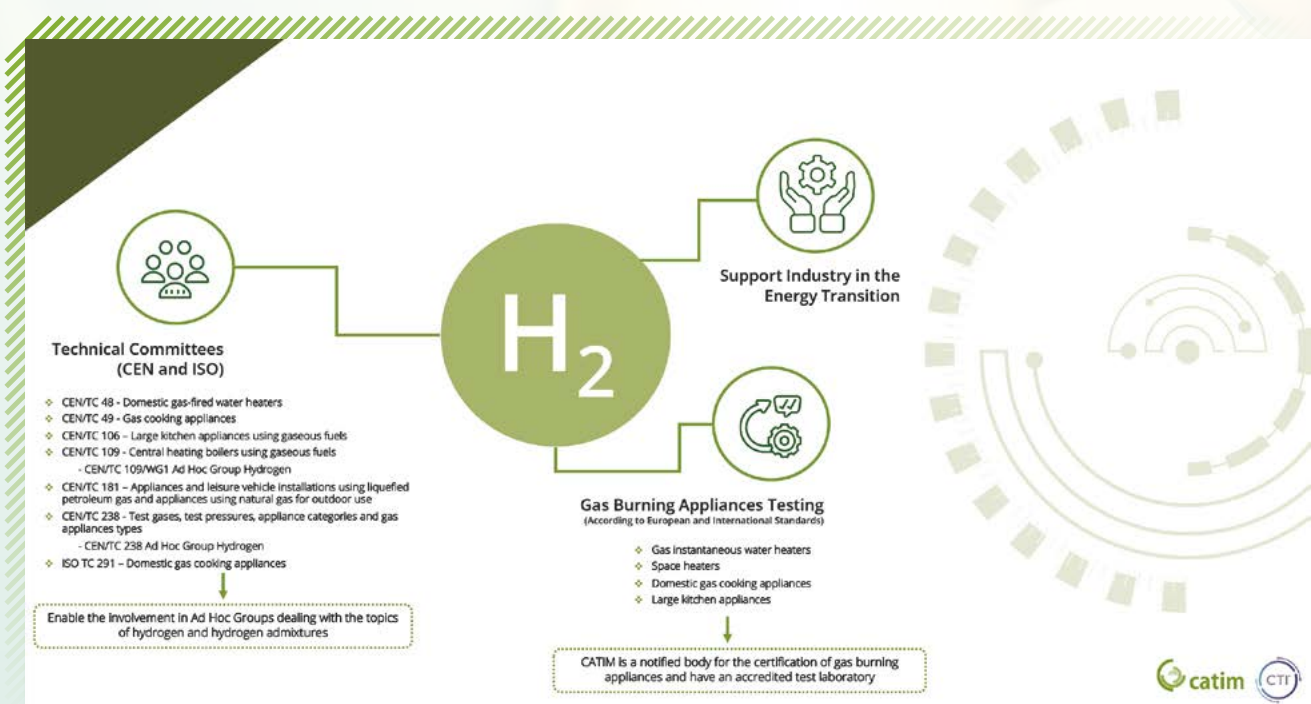 Technical Committees
(CEN and ISO)
❖ CEN/TC 48 - Domestic gas-fired water heaters
❖ CEN/TC 49 - Gas cooking appliances
❖ CEN/TC 106 – Large kitchen appliances using gaseous fuels
❖ CEN/TC 109 - Central heating boilers using gaseous fuels
- CEN/TC 109/WG1 Ad Hoc Group Hydrogen
❖ CEN/TC 181 – Appliances and leisure vehicle installations using liquefied
petroleum gas and appliances using natural gas for outdoor use
❖ CEN/TC 238 - Test gases, test pressures, appliance categories and gas
appliances types
- CEN/TC 238 Ad Hoc Group Hydrogen
❖ ISO TC 291 – Domestic gas cooking appliances
Enable the involvement in Ad Hoc Groups dealing with the topics
of hydrogen and hydrogen admixtures
H2
Support Industry in the
Energy Transition
Gas Burning Appliances Testing
(According to European and International Standards)
❖ Gas instantaneous water heaters
❖ Space heaters
❖ Domestic gas cooking appliances
❖ Large kitchen appliances
CATIM is a notified body for the certification of gas burning
appliances and have an accredited test laboratory
catim
CTI